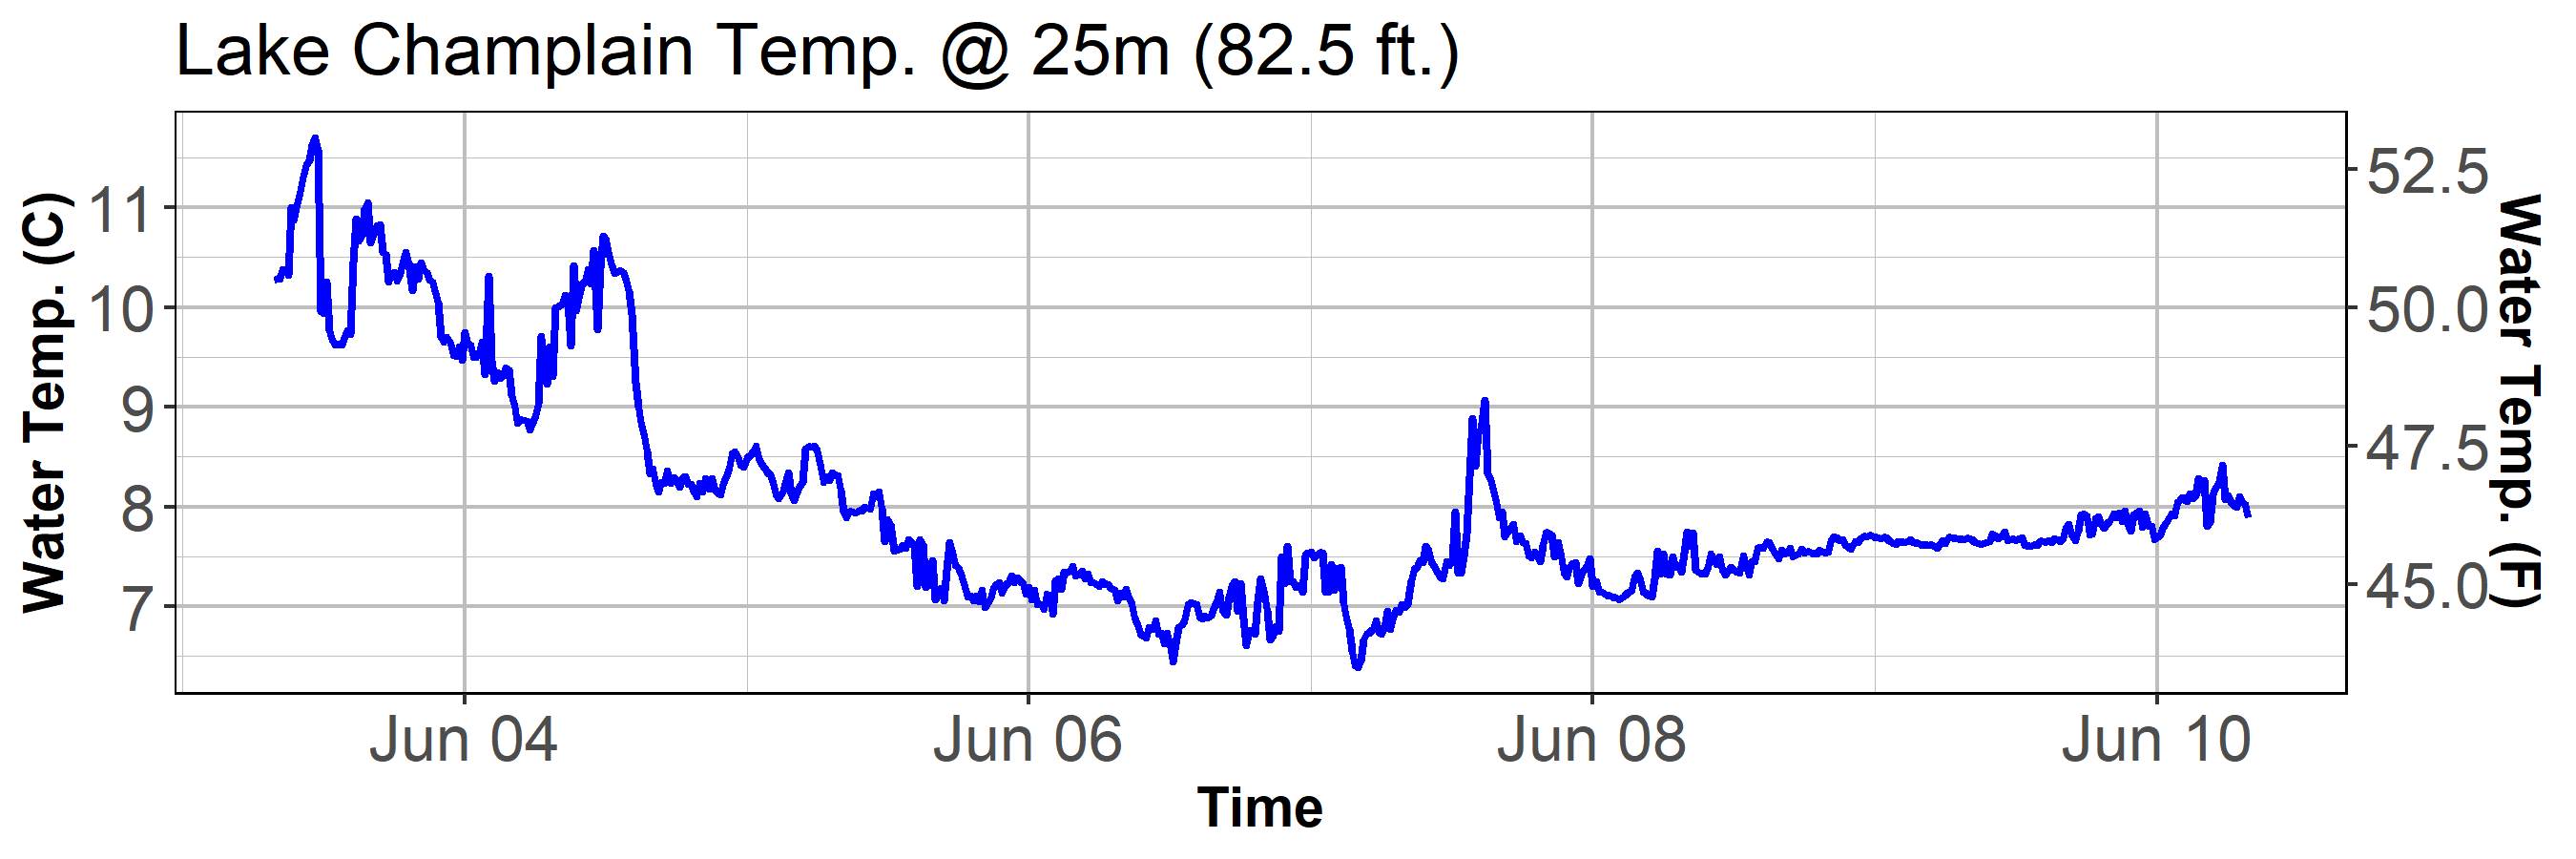 Lake Champlain Temp. @ 25m (82.5 ft.)
Water Temp. (C)
11
10
9
8
7
52.5
50.0
47.5
45.0
Water Temp. (F)
Jun 04
Jun 06
Jun 08
Jun 10
Time